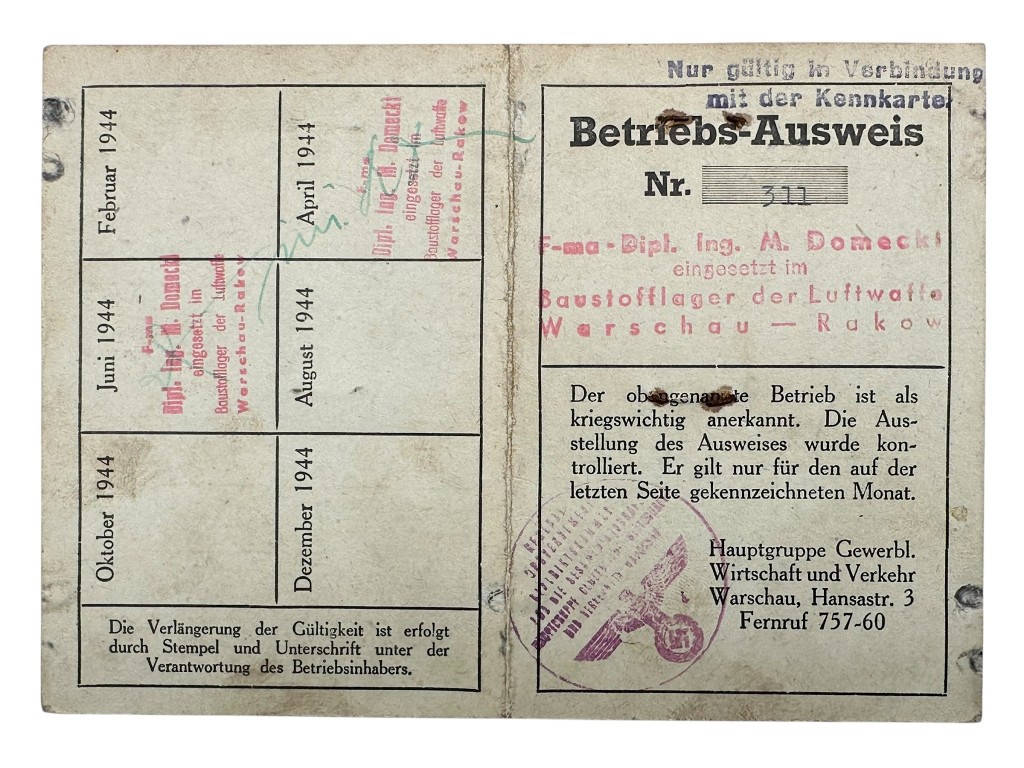 Februar 1944
April 1944
F-ma
Dipl. Ing. M. Domecki
eingesetzt im
Baustofflager der Luftwaffe
Warschau-Rakow
Juni 1944
F-ma
Dipl. Ing. M. Domecki
eingesetzt im
Baustofflager der Luftwaffe
Warschau-Rakow
August 1944
Oktober 1944
Dezember 1944
Die Verlängerung der Gültigkeit ist erfolgt
durch Stempel und Unterschrift unter der
Verantwortung des Betriebsinhabers.
Nur gültig in Verbindung
mit der Kennkarte.
Betriebs-Ausweis
Nr. 311
F-ma-Dipl. Ing. M. Domecki
eingesetzt im
Baustofflager der Luftwaffe
Warschau — Rakow
Der obengenannte Betrieb ist als
kriegswichtig anerkannt. Die Aus-
stellung des Ausweises wurde kon-
trolliert. Er gilt nur für den auf der
letzten Seite gekennzeichneten Monat.
Hauptgruppe Gewerbl.
Wirtschaft und Verkehr
Warschau, Hansastr. 3
Fernruf 757-60